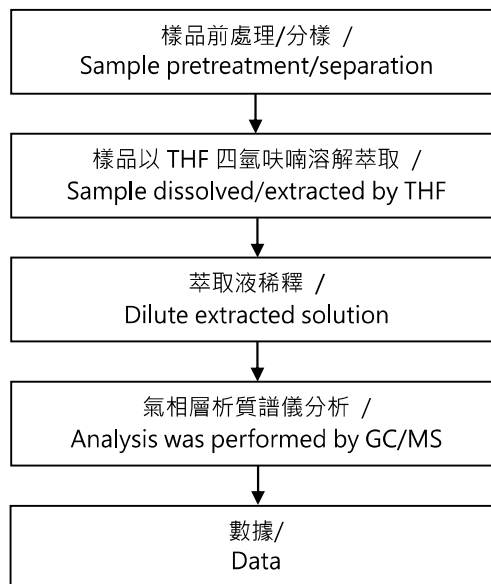 樣品前處理/分樣 /
Sample pretreatment/separation
樣品以 THF 四氫呋喃溶解萃取 /
Sample dissolved/extracted by THF
萃取液稀釋 /
Dilute extracted solution
氣相層析質譜儀分析 /
Analysis was performed by GC/MS
數據/
Data